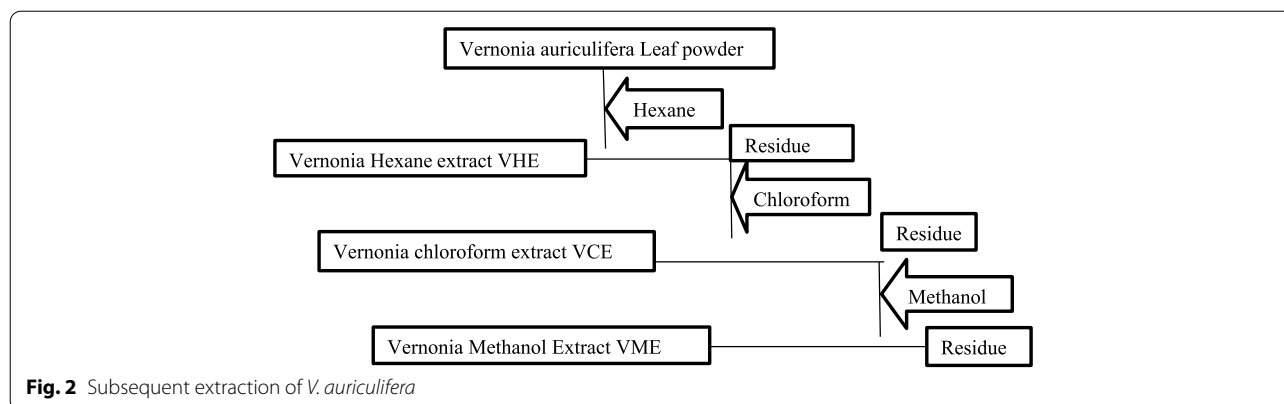 Vernonia auriculifera Leaf powder
Hexane
Residue
Vernonia Hexane extract VHE
Chloroform
Residue
Vernonia chloroform extract VCE
Methanol
Vernonia Methanol Extract VME
Residue
Fig. 2 Subsequent extraction of V. auriculifera